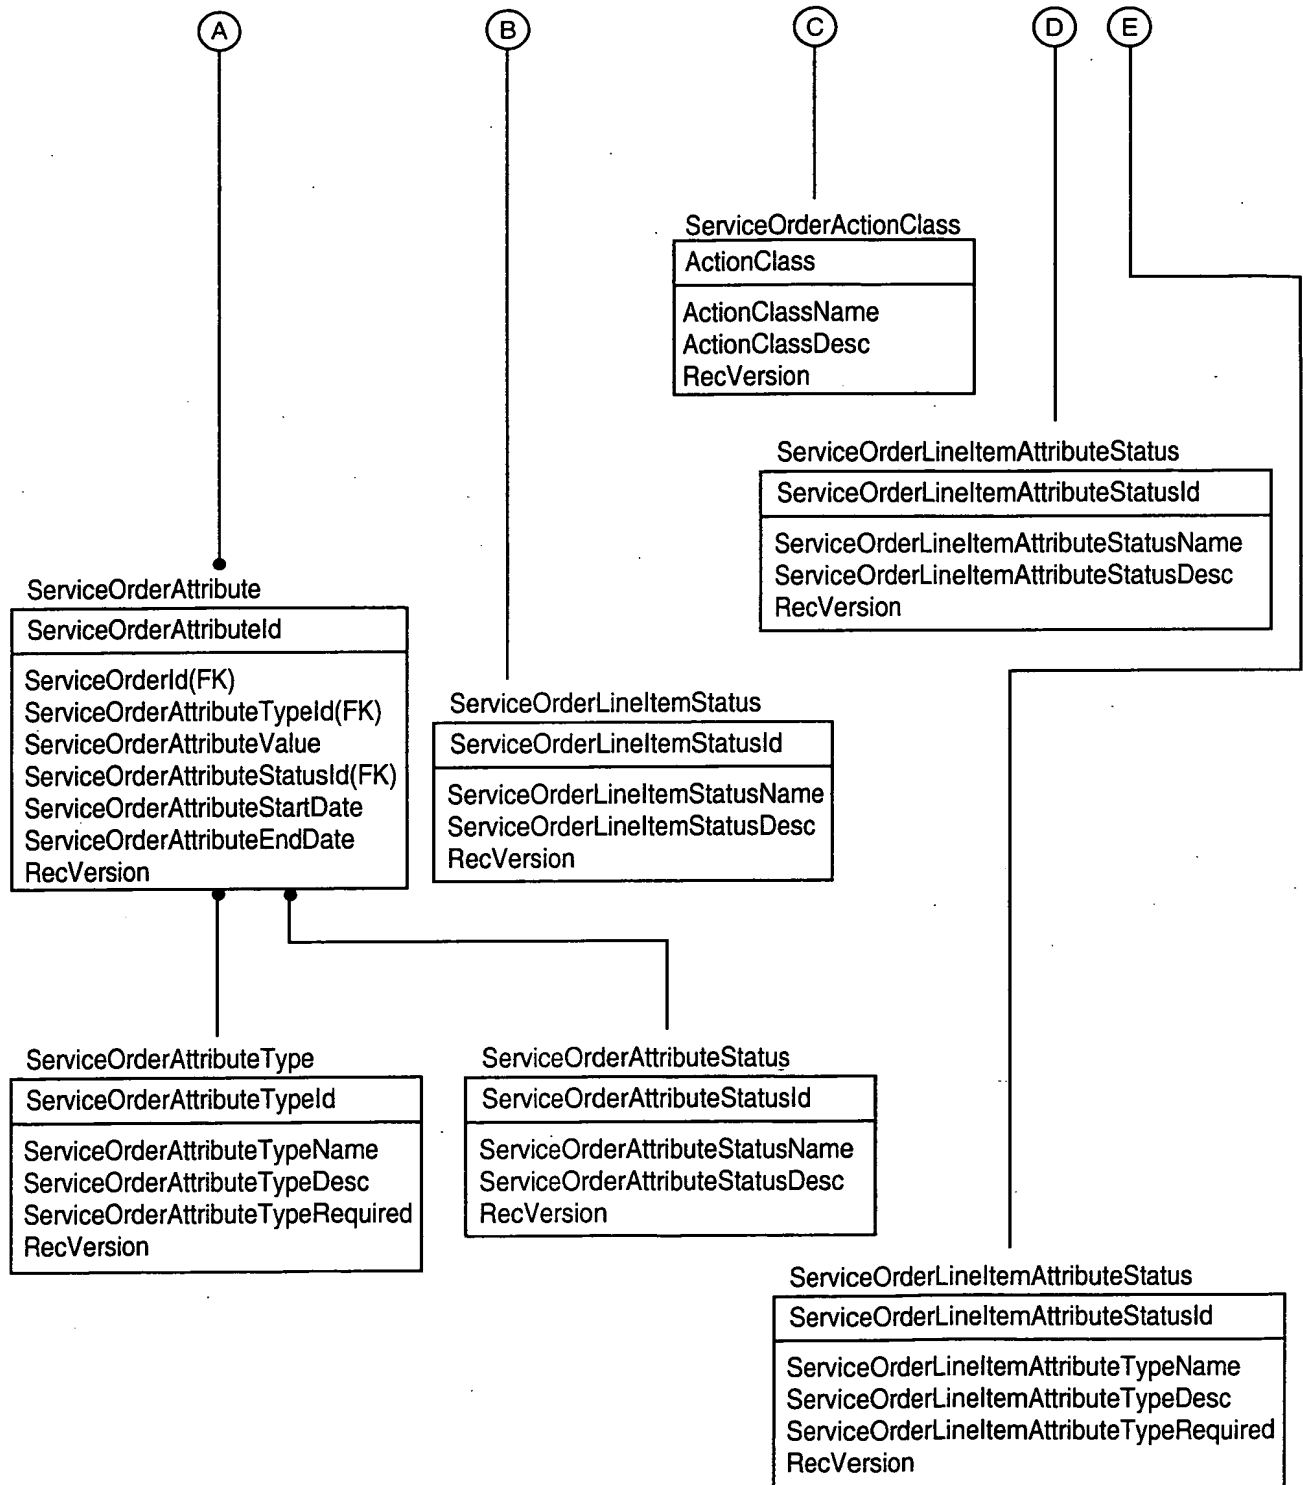 A
B
C
D
E
ServiceOrderActionClass
ActionClass
ActionClassName
ActionClassDesc
RecVersion
ServiceOrderLineItemAttributeStatus
ServiceOrderLineItemAttributeStatusId
ServiceOrderLineItemAttributeStatusName
ServiceOrderLineItemAttributeStatusDesc
RecVersion
ServiceOrderAttribute
ServiceOrderAttributeId
ServiceOrderId(FK)
ServiceOrderAttributeTypeId(FK)
ServiceOrderAttributeValue
ServiceOrderAttributeStatusId(FK)
ServiceOrderAttributeStartDate
ServiceOrderAttributeEndDate
RecVersion
ServiceOrderLineItemStatus
ServiceOrderLineItemStatusId
ServiceOrderLineItemStatusName
ServiceOrderLineItemStatusDesc
RecVersion
ServiceOrderAttributeType
ServiceOrderAttributeTypeId
ServiceOrderAttributeTypeName
ServiceOrderAttributeTypeDesc
ServiceOrderAttributeTypeRequired
RecVersion
ServiceOrderAttributeStatus
ServiceOrderAttributeStatusId
ServiceOrderAttributeStatusName
ServiceOrderAttributeStatusDesc
RecVersion
ServiceOrderLineItemAttributeStatus
ServiceOrderLineItemAttributeStatusId
ServiceOrderLineItemAttributeTypeName
ServiceOrderLineItemAttributeTypeDesc
ServiceOrderLineItemAttributeTypeRequired
RecVersion